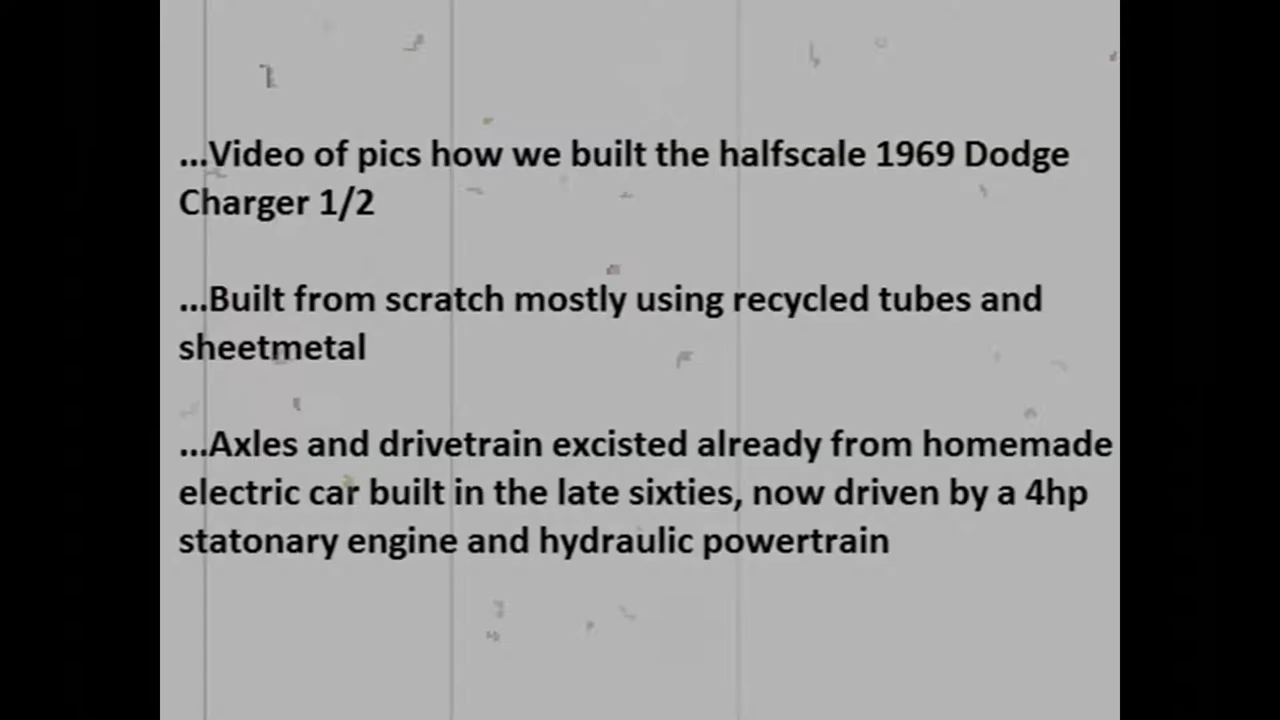 ...Video of pics how we built the halfscale 1969 Dodge
Charger 1/2
...Built from scratch mostly using recycled tubes and
sheetmetal
...Axles and drivetrain excisted already from homemade
electric car built in the late sixties, now driven by a 4hp
statonary engine and hydraulic powertrain